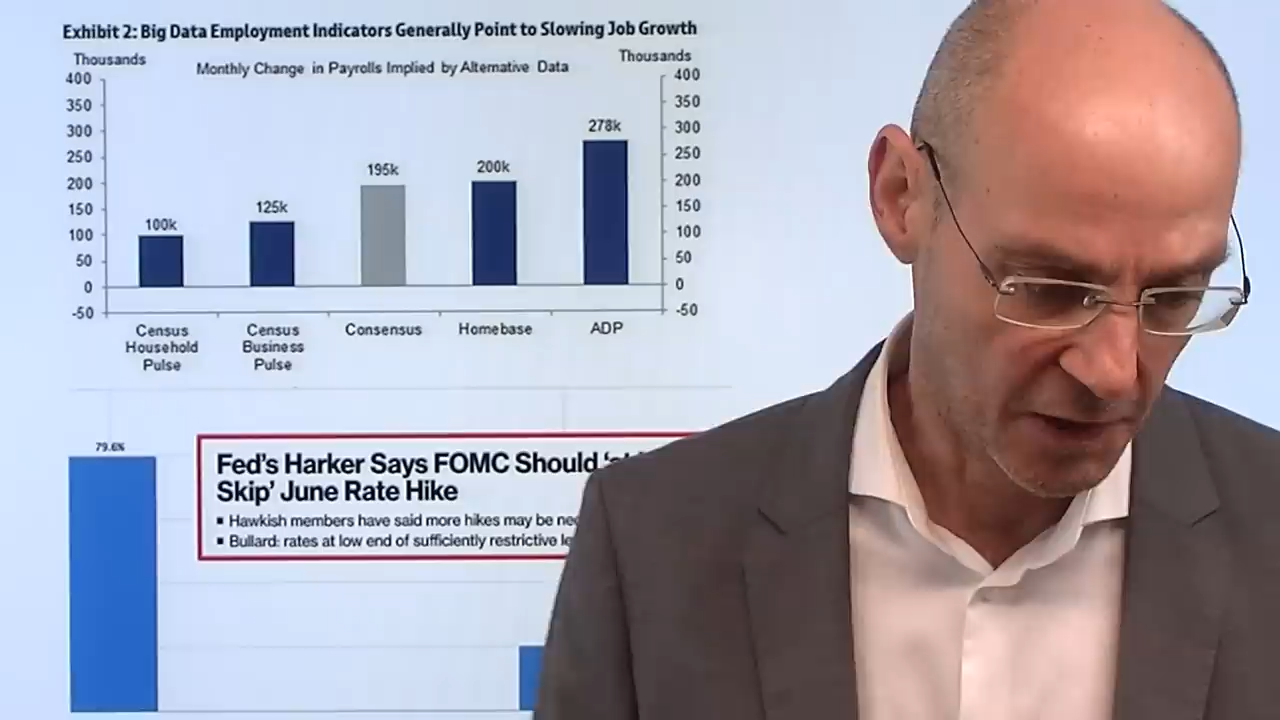 Exhibit 2: Big Data Employment Indicators Generally Point to Slowing Job Growth
Thousands
Thousands
Monthly Change in Payrolls Implied by Alternative Data
400
350
300
250
200
150
100
50
0
-50
400
350
300
250
200
150
100
50
0
-50
100k
125k
195k
200k
278k
Census
Household
Pulse
Census
Business
Pulse
Consensus
Homebase
ADP
79.6%
Fed's Harker Says FOMC Should
Skip' June Rate Hike
▪ Hawkish members have said more hikes may be
▪ Bullard: rates at low end of sufficiently restrictive